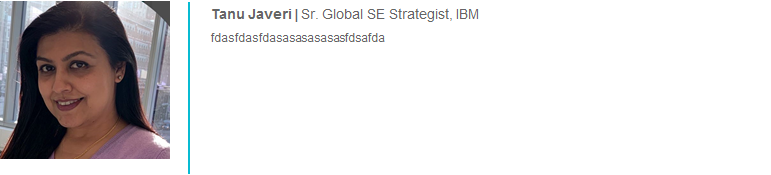 Tanu Javeri | Sr. Global SE Strategist, IBM
fdasfdasfdasasasasasasfdsafda